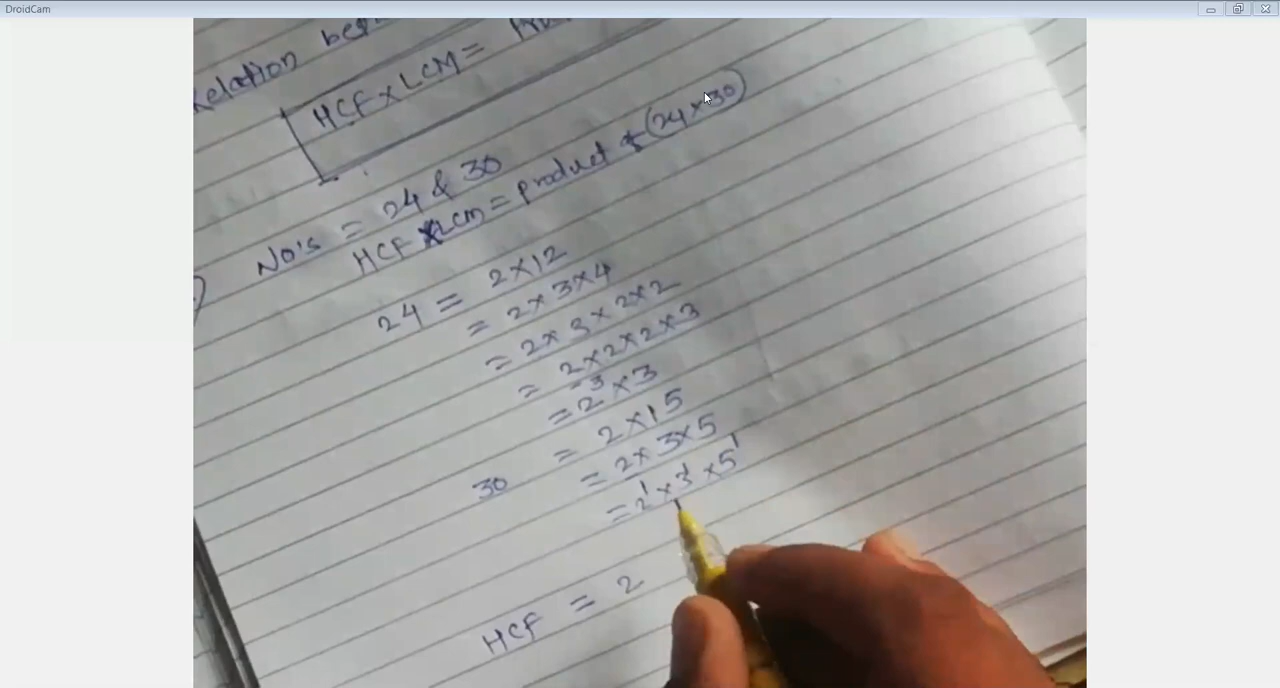 DroidCam
Relation
HCF x LCM =
No's = 24 & 30
HCF x LCM = product of (24 x 30)
24 = 2 x 12
= 2 x 3 x 4
= 2 x 3 x 2 x 2
= 2 x 2 x 2 x 3
= 2³ x 3
30 = 2 x 15
= 2 x 3 x 5
= 2¹ x 3¹ x 5¹
HCF = 2